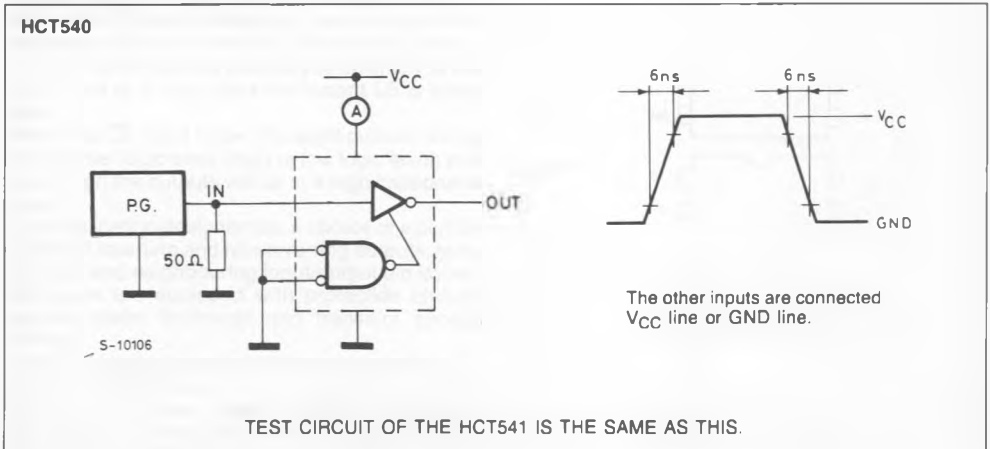 HCT540
VCC
A
P.G.
IN
50Ω
OUT
S-10106
6ns 6ns
VCC
GND
The other inputs are connected
VCC line or GND line.
TEST CIRCUIT OF THE HCT541 IS THE SAME AS THIS.